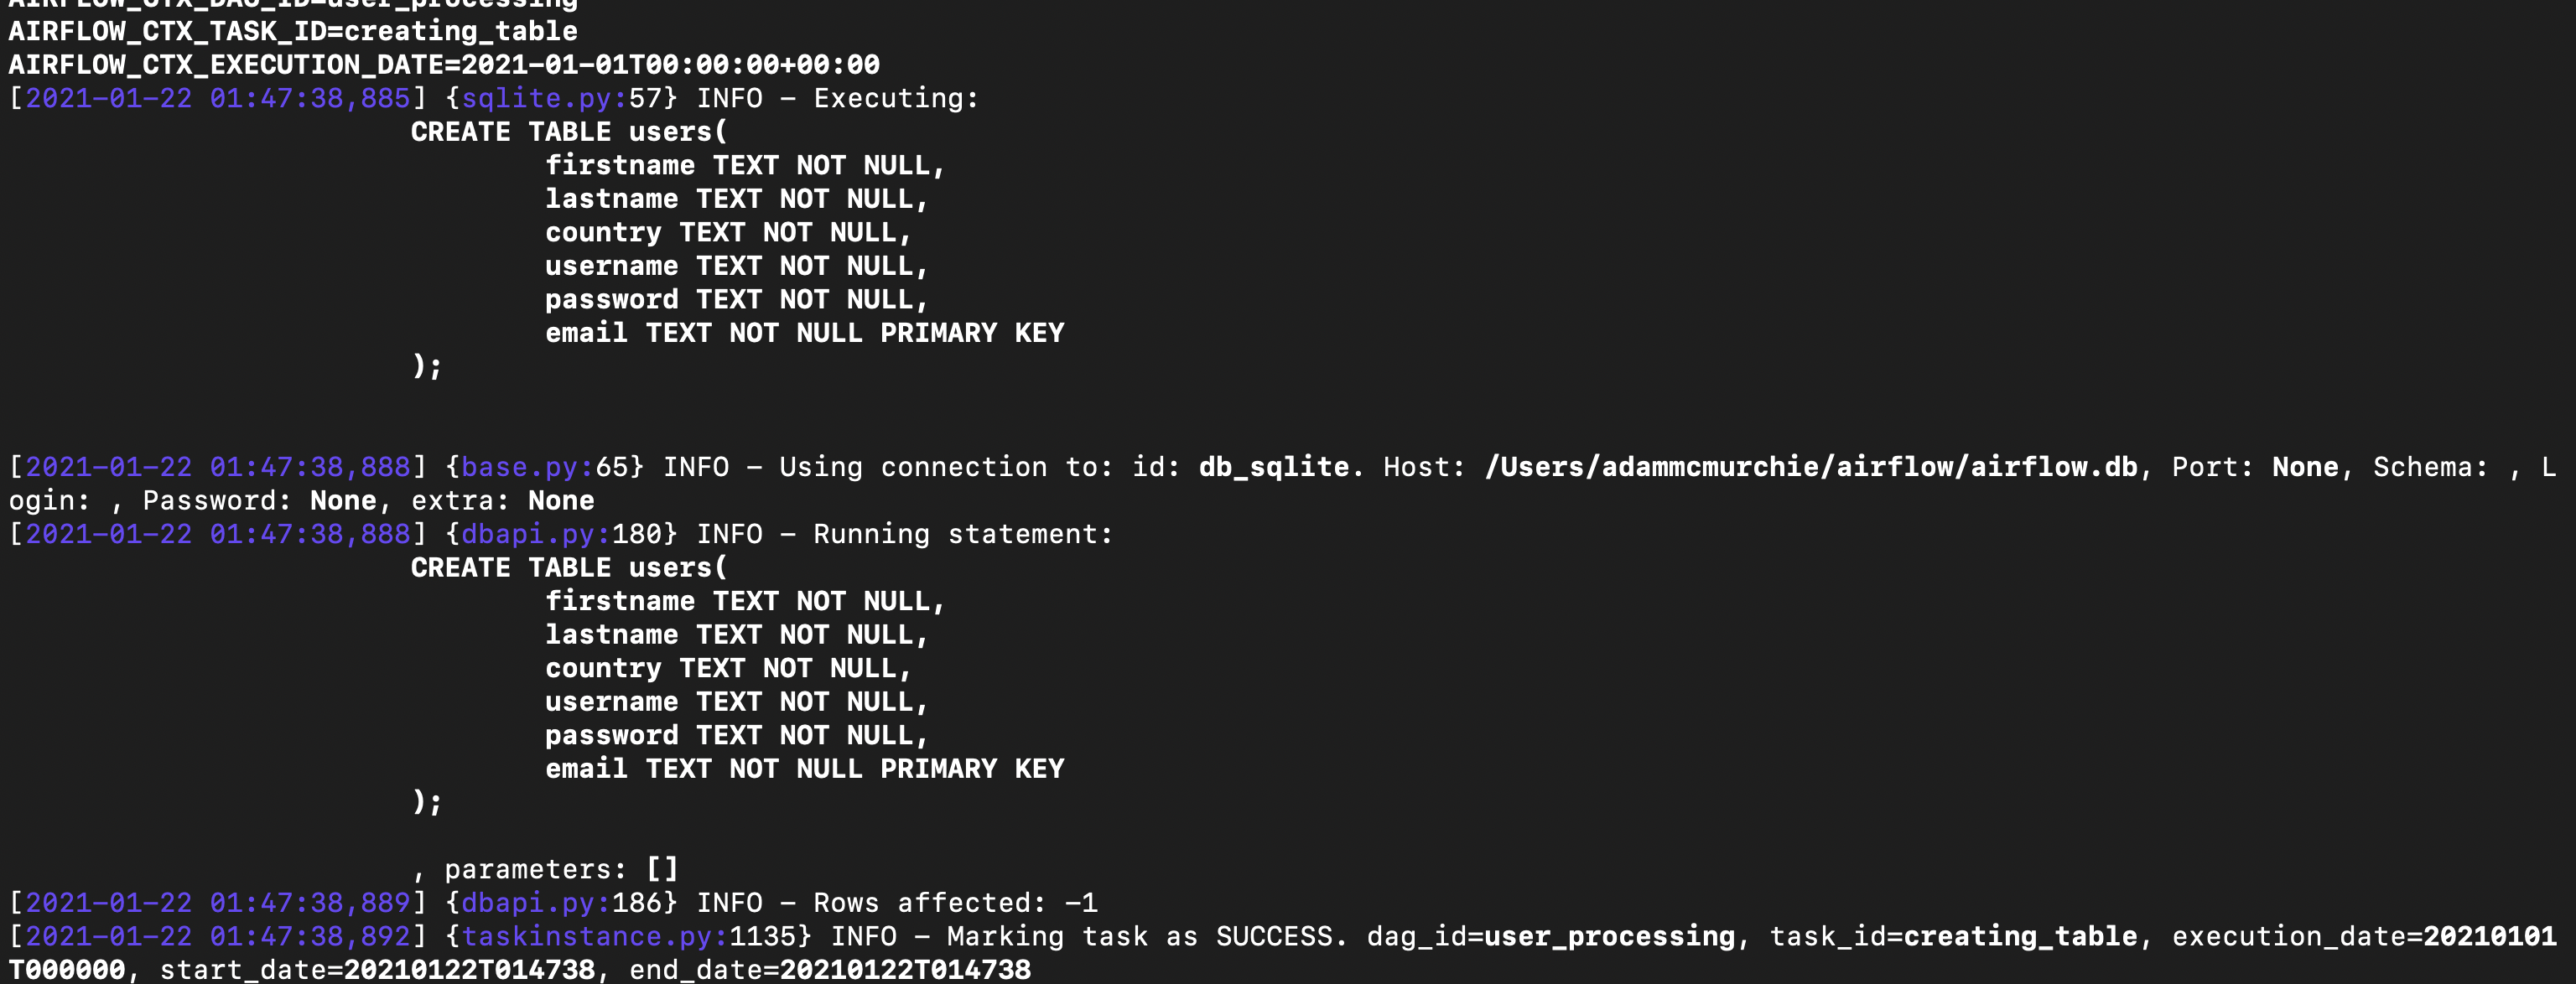 AIRFLOW_CTX_DAG_ID=user_processing
AIRFLOW_CTX_TASK_ID=creating_table
AIRFLOW_CTX_EXECUTION_DATE=2021-01-01T00:00:00+00:00
[2021-01-22 01:47:38,885] {sqlite.py:57} INFO - Executing:
CREATE TABLE users(
firstname TEXT NOT NULL,
lastname TEXT NOT NULL,
country TEXT NOT NULL,
username TEXT NOT NULL,
password TEXT NOT NULL,
email TEXT NOT NULL PRIMARY KEY
);
[2021-01-22 01:47:38,888] {base.py:65} INFO - Using connection to: id: db_sqlite. Host: /Users/adammcmurchie/airflow/airflow.db, Port: None, Schema: , L
ogin: , Password: None, extra: None
[2021-01-22 01:47:38,888] {dbapi.py:180} INFO - Running statement:
CREATE TABLE users(
firstname TEXT NOT NULL,
lastname TEXT NOT NULL,
country TEXT NOT NULL,
username TEXT NOT NULL,
password TEXT NOT NULL,
email TEXT NOT NULL PRIMARY KEY
);
, parameters: []
[2021-01-22 01:47:38,889] {dbapi.py:186} INFO - Rows affected: -1
[2021-01-22 01:47:38,892] {taskinstance.py:1135} INFO - Marking task as SUCCESS. dag_id=user_processing, task_id=creating_table, execution_date=20210101
T000000, start_date=20210122T014738, end_date=20210122T014738